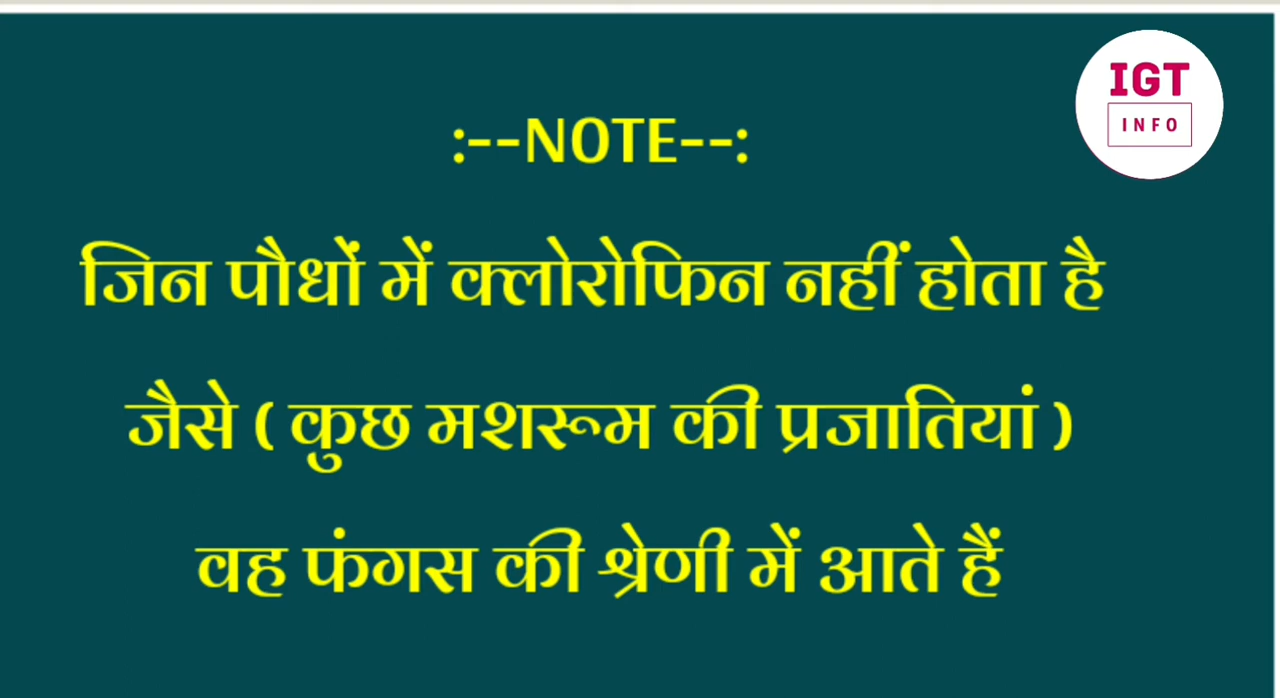 IGT
INFO
:--NOTE--:
जिन पौधों में क्लोरोफिन नहीं होता है
जैसे ( कुछ मशरूम की प्रजातियां )
वह फंगस की श्रेणी में आते हैं